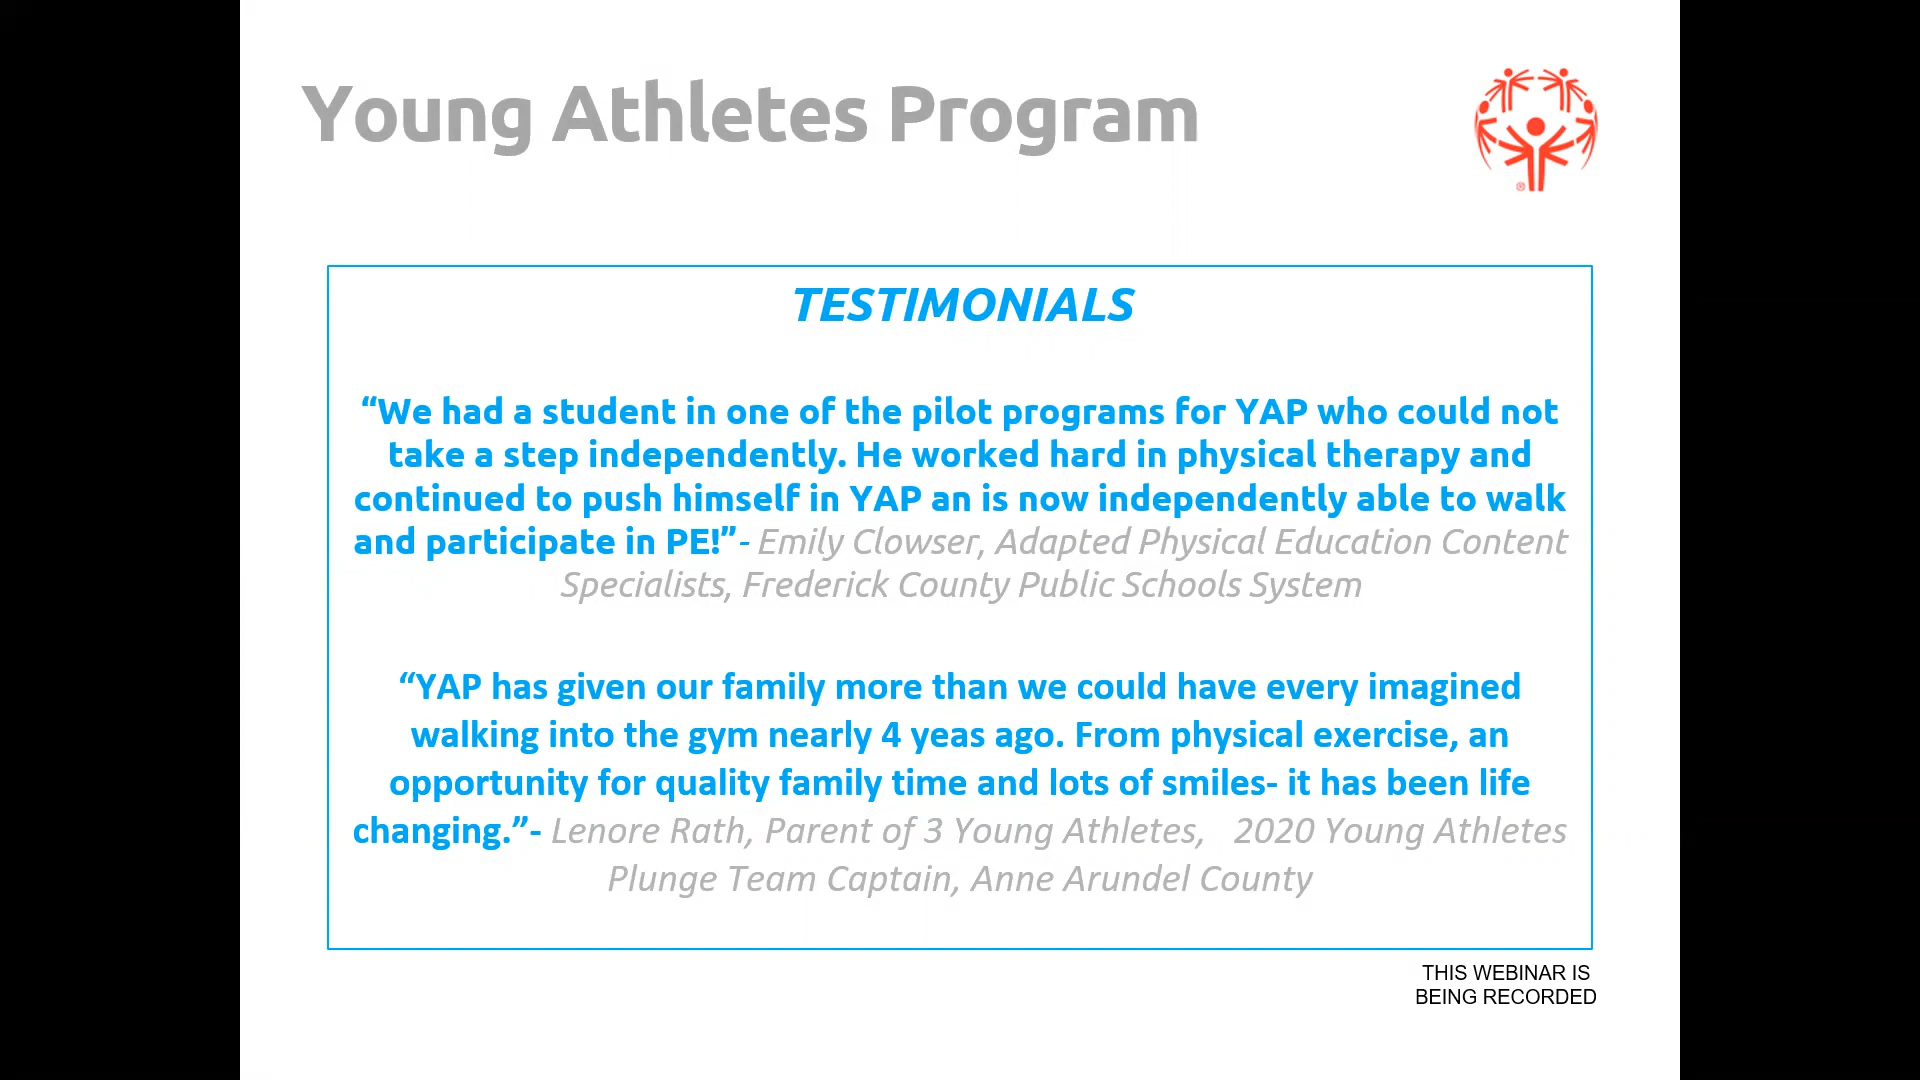 Young Athletes Program
®
TESTIMONIALS
“We had a student in one of the pilot programs for YAP who could not
take a step independently. He worked hard in physical therapy and
continued to push himself in YAP an is now independently able to walk
and participate in PE!”- Emily Clowser, Adapted Physical Education Content
Specialists, Frederick County Public Schools System
“YAP has given our family more than we could have every imagined
walking into the gym nearly 4 yeas ago. From physical exercise, an
opportunity for quality family time and lots of smiles- it has been life
changing.”- Lenore Rath, Parent of 3 Young Athletes,   2020 Young Athletes
Plunge Team Captain, Anne Arundel County
THIS WEBINAR IS
BEING RECORDED